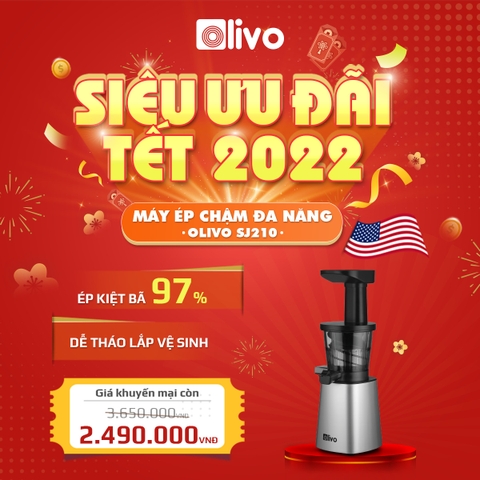 Olivo
SIÊU ƯU ĐÃI
TẾT 2022
MÁY ÉP CHẬM ĐA NĂNG
•OLIVO SJ210•
ÉP KIỆT BÃ 97%
DỄ THÁO LẮP VỆ SINH
Giá khuyến mại còn
3.650.000VNĐ
2.490.000VNĐ
Olivo